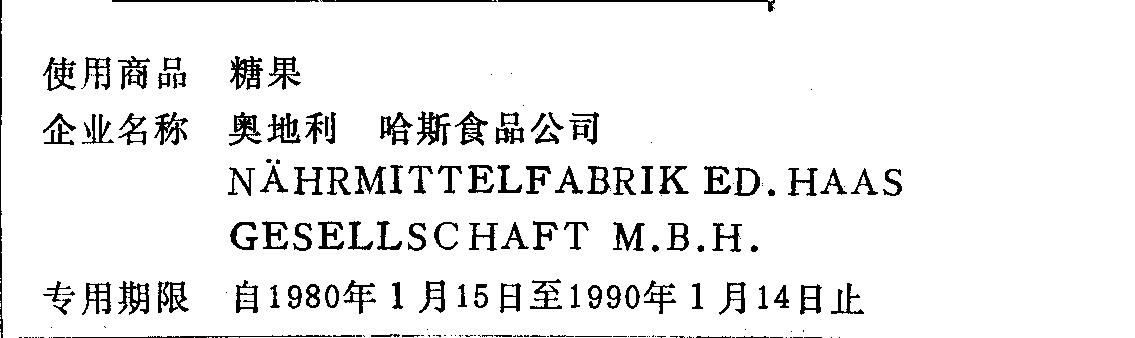 使用商品 糖果
企业名称 奥地利 哈斯食品公司
NÄHRMITTELFABRIK ED. HAAS
GESELLSCHAFT M.B.H.
专用期限 自1980年1月15日至1990年1月14日止